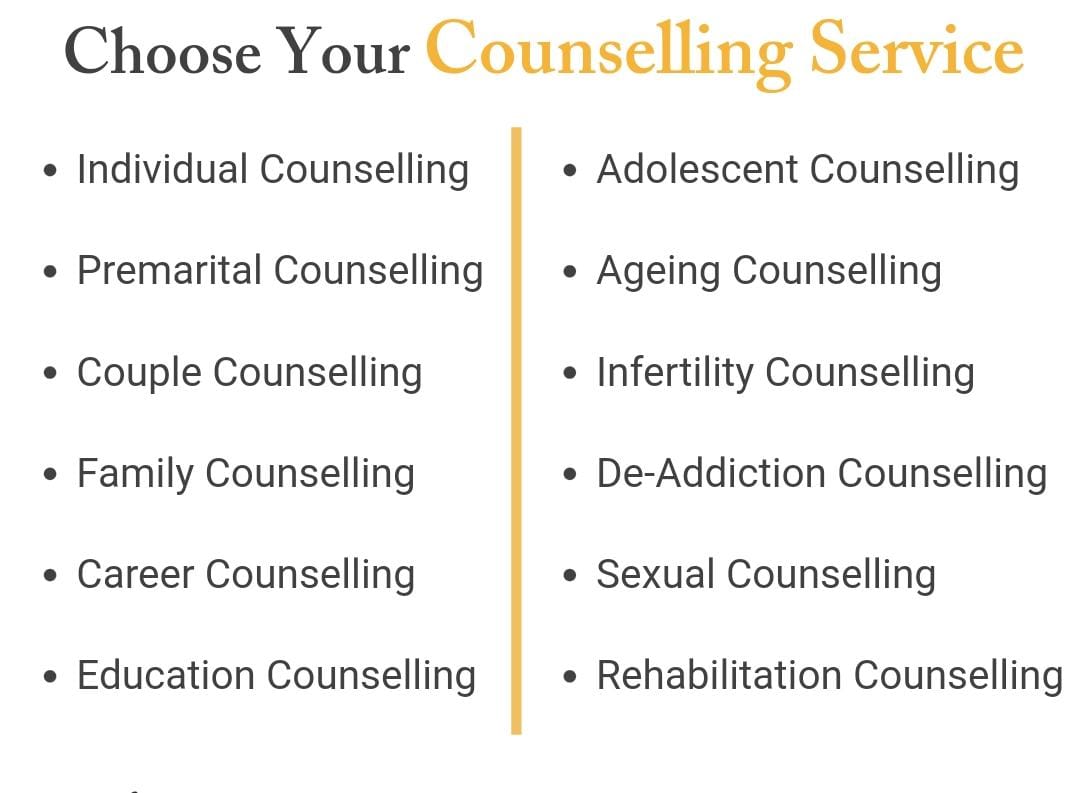 Choose Your Counselling Service
• Individual Counselling
• Premarital Counselling
• Couple Counselling
• Family Counselling
• Career Counselling
• Education Counselling
• Adolescent Counselling
• Ageing Counselling
• Infertility Counselling
• De-Addiction Counselling
• Sexual Counselling
• Rehabilitation Counselling